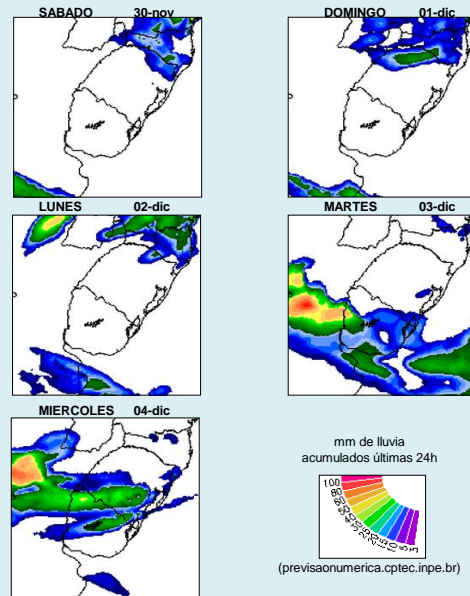 SABADO 30-nov
DOMINGO 01-dic
LUNES 02-dic
MARTES 03-dic
MIERCOLES 04-dic
mm de lluvia
acumulados últimas 24h
100
(previsaonumerica.cptec.inpe.br)